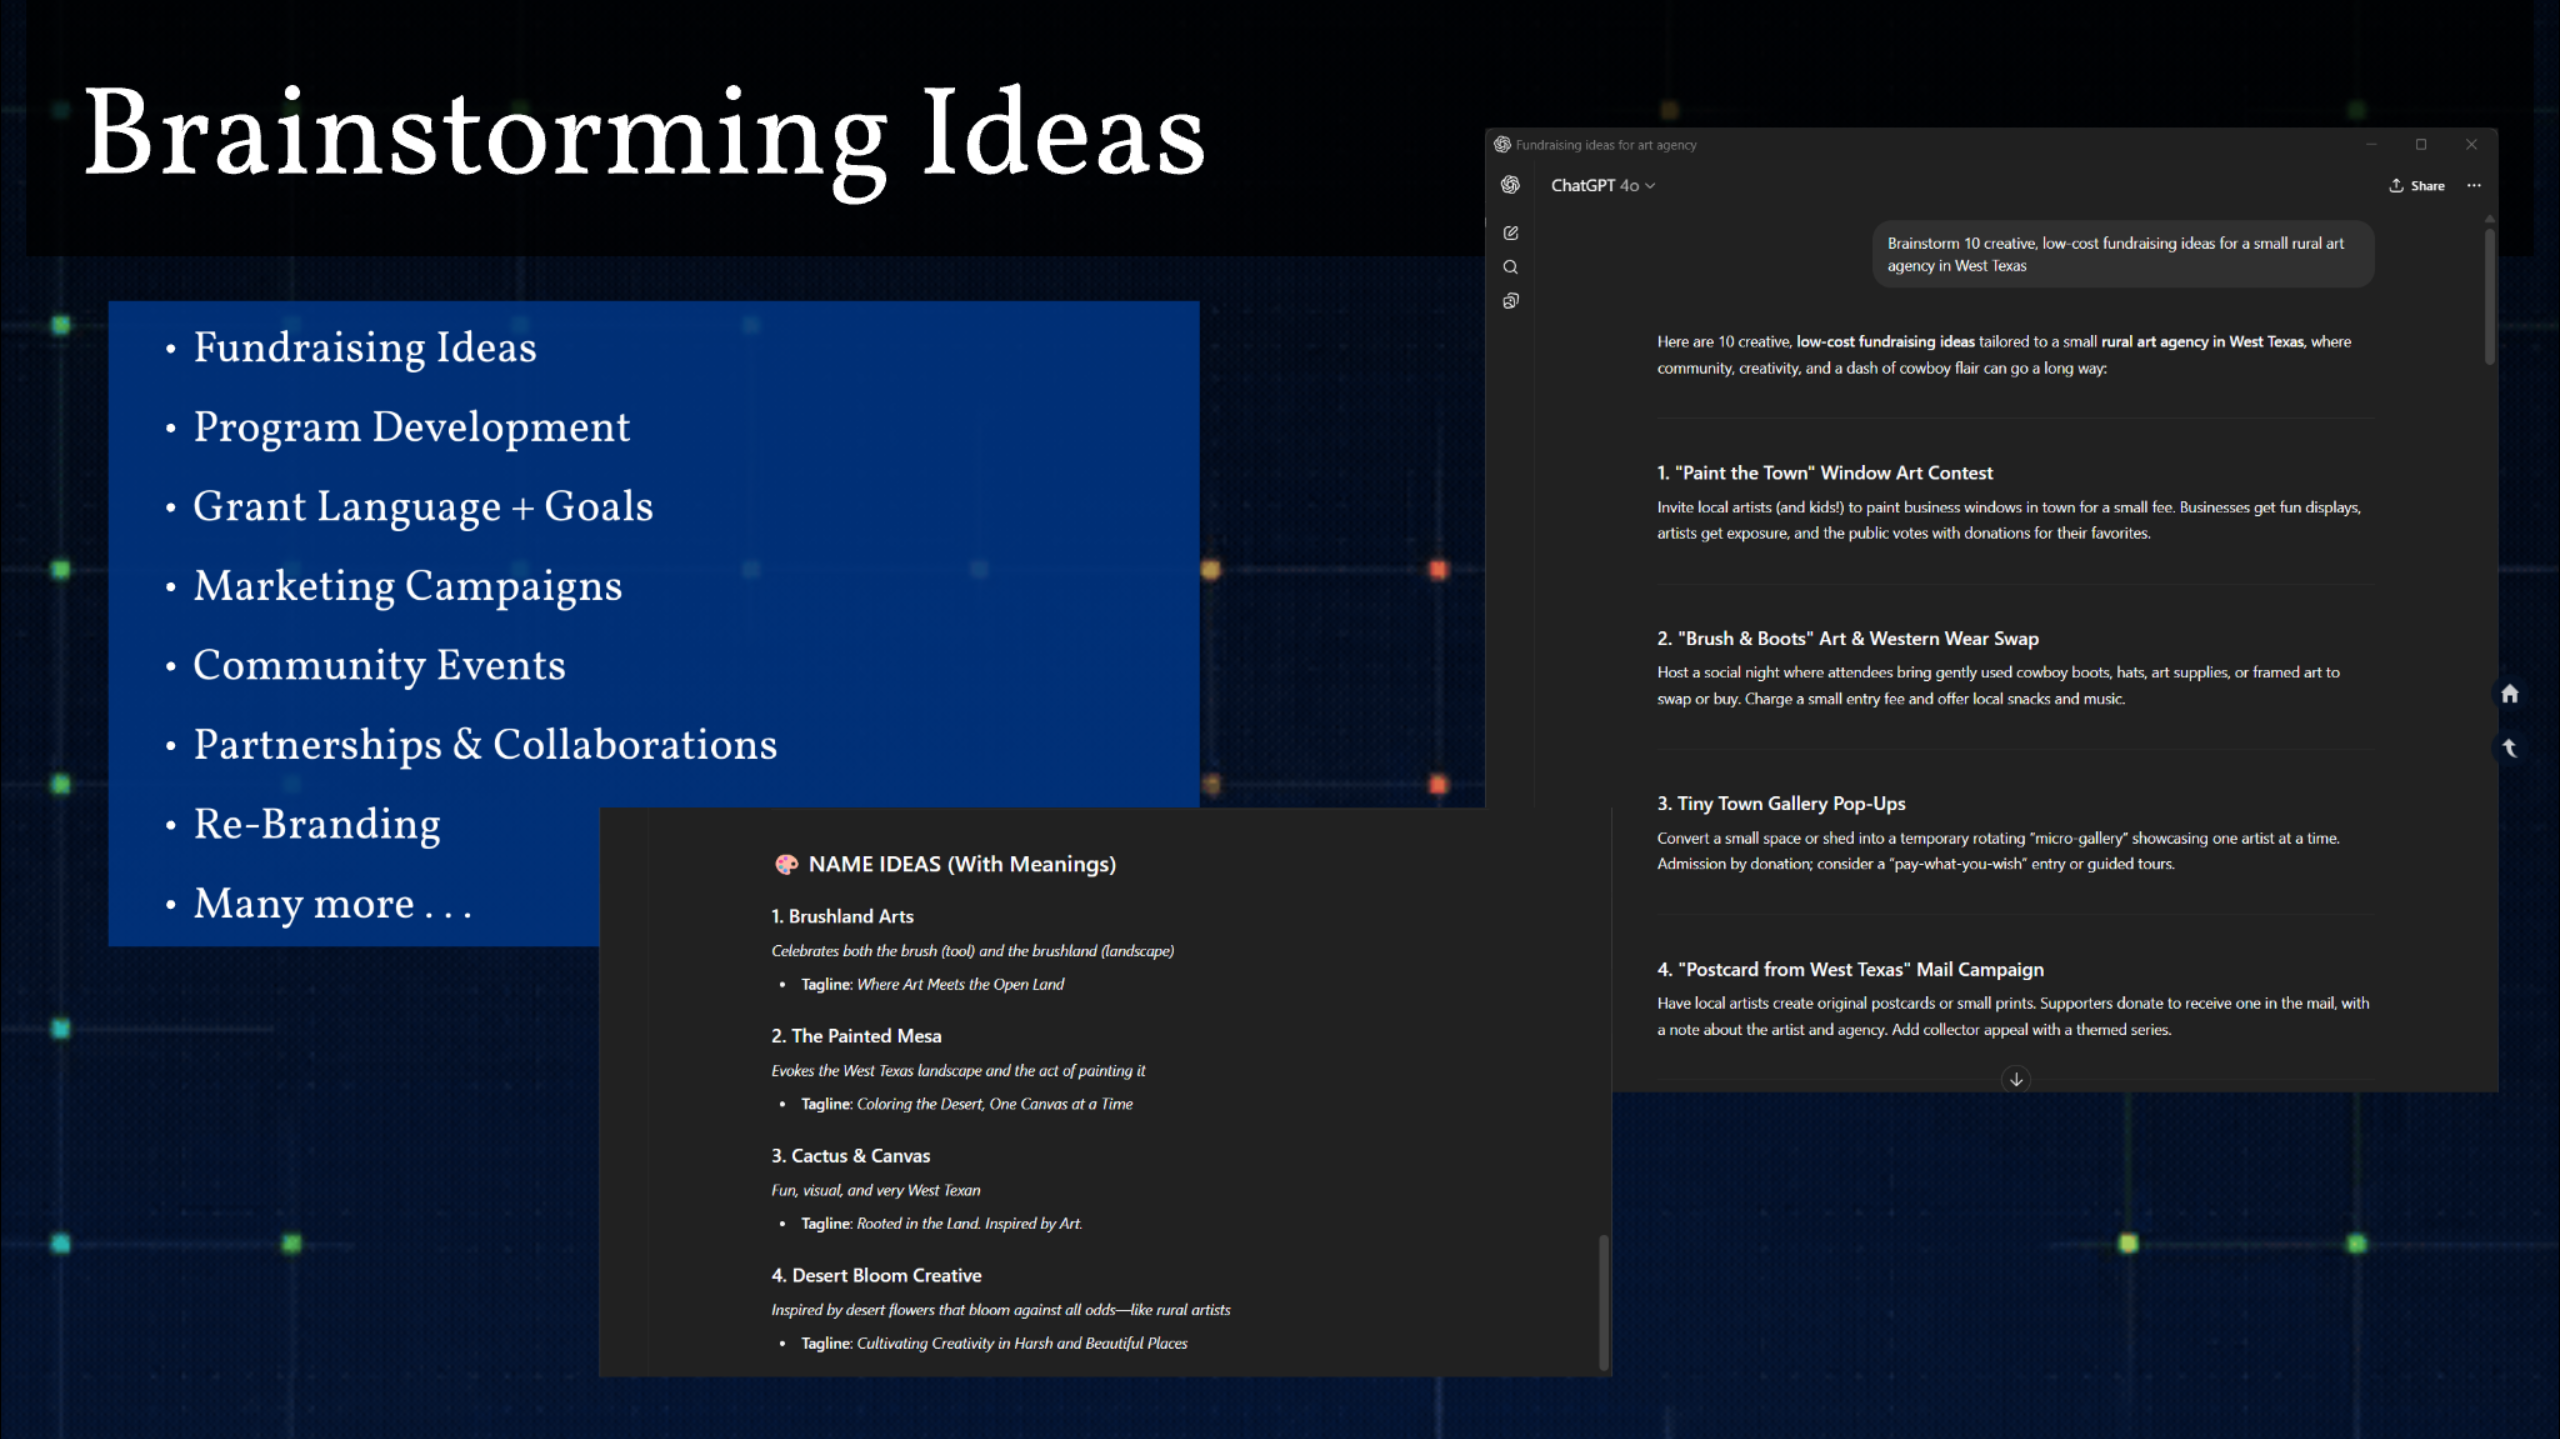 Brainstorming Ideas
• Fundraising Ideas
• Program Development
• Grant Language + Goals
• Marketing Campaigns
• Community Events
• Partnerships & Collaborations
• Re-Branding
• Many more . . .
Fundraising ideas for art agency
ChatGPT 4o
Share
Brainstorm 10 creative, low-cost fundraising ideas for a small rural art
agency in West Texas
Here are 10 creative, low-cost fundraising ideas tailored to a small rural art agency in West Texas, where
community, creativity, and a dash of cowboy flair can go a long way:
1. "Paint the Town" Window Art Contest
Invite local artists (and kids!) to paint business windows in town for a small fee. Businesses get fun displays,
artists get exposure, and the public votes with donations for their favorites.
2. "Brush & Boots" Art & Western Wear Swap
Host a social night where attendees bring gently used cowboy boots, hats, art supplies, or framed art to
swap or buy. Charge a small entry fee and offer local snacks and music.
3. Tiny Town Gallery Pop-Ups
Convert a small space or shed into a temporary rotating “micro-gallery” showcasing one artist at a time.
Admission by donation; consider a “pay-what-you-wish” entry or guided tours.
4. "Postcard from West Texas" Mail Campaign
Have local artists create original postcards or small prints. Supporters donate to receive one in the mail, with
a note about the artist and agency. Add collector appeal with a themed series.
🎨 NAME IDEAS (With Meanings)
1. Brushland Arts
Celebrates both the brush (tool) and the brushland (landscape)
• Tagline: Where Art Meets the Open Land
2. The Painted Mesa
Evokes the West Texas landscape and the act of painting it
• Tagline: Coloring the Desert, One Canvas at a Time
3. Cactus & Canvas
Fun, visual, and very West Texan
• Tagline: Rooted in the Land. Inspired by Art.
4. Desert Bloom Creative
Inspired by desert flowers that bloom against all odds—like rural artists
• Tagline: Cultivating Creativity in Harsh and Beautiful Places